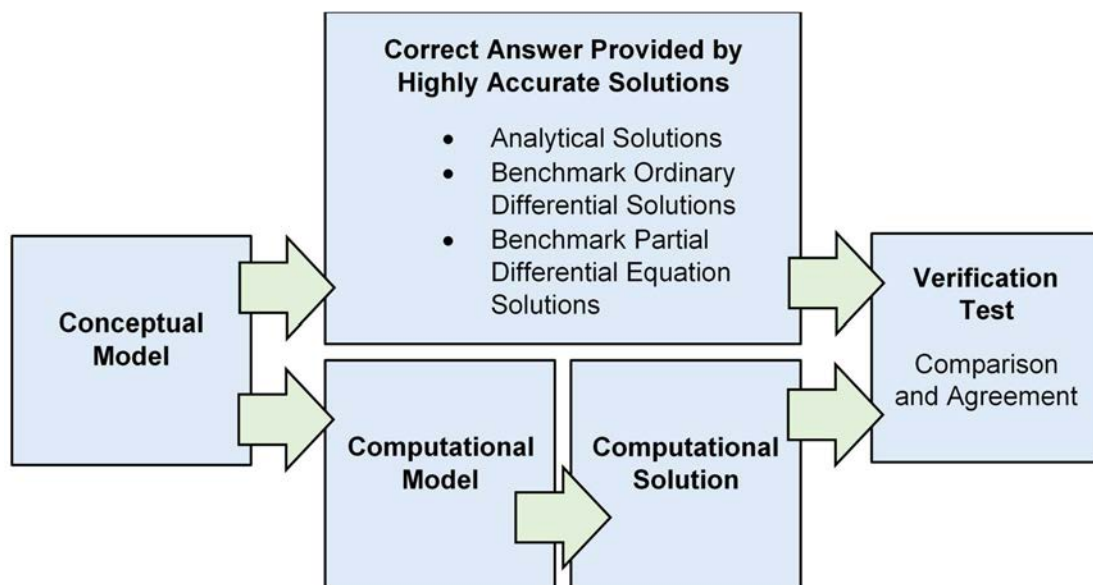 Correct Answer Provided by
Highly Accurate Solutions
• Analytical Solutions
• Benchmark Ordinary
Differential Solutions
• Benchmark Partial
Differential Equation
Solutions
Conceptual
Model
Computational
Model
Computational
Solution
Verification
Test
Comparison
and Agreement